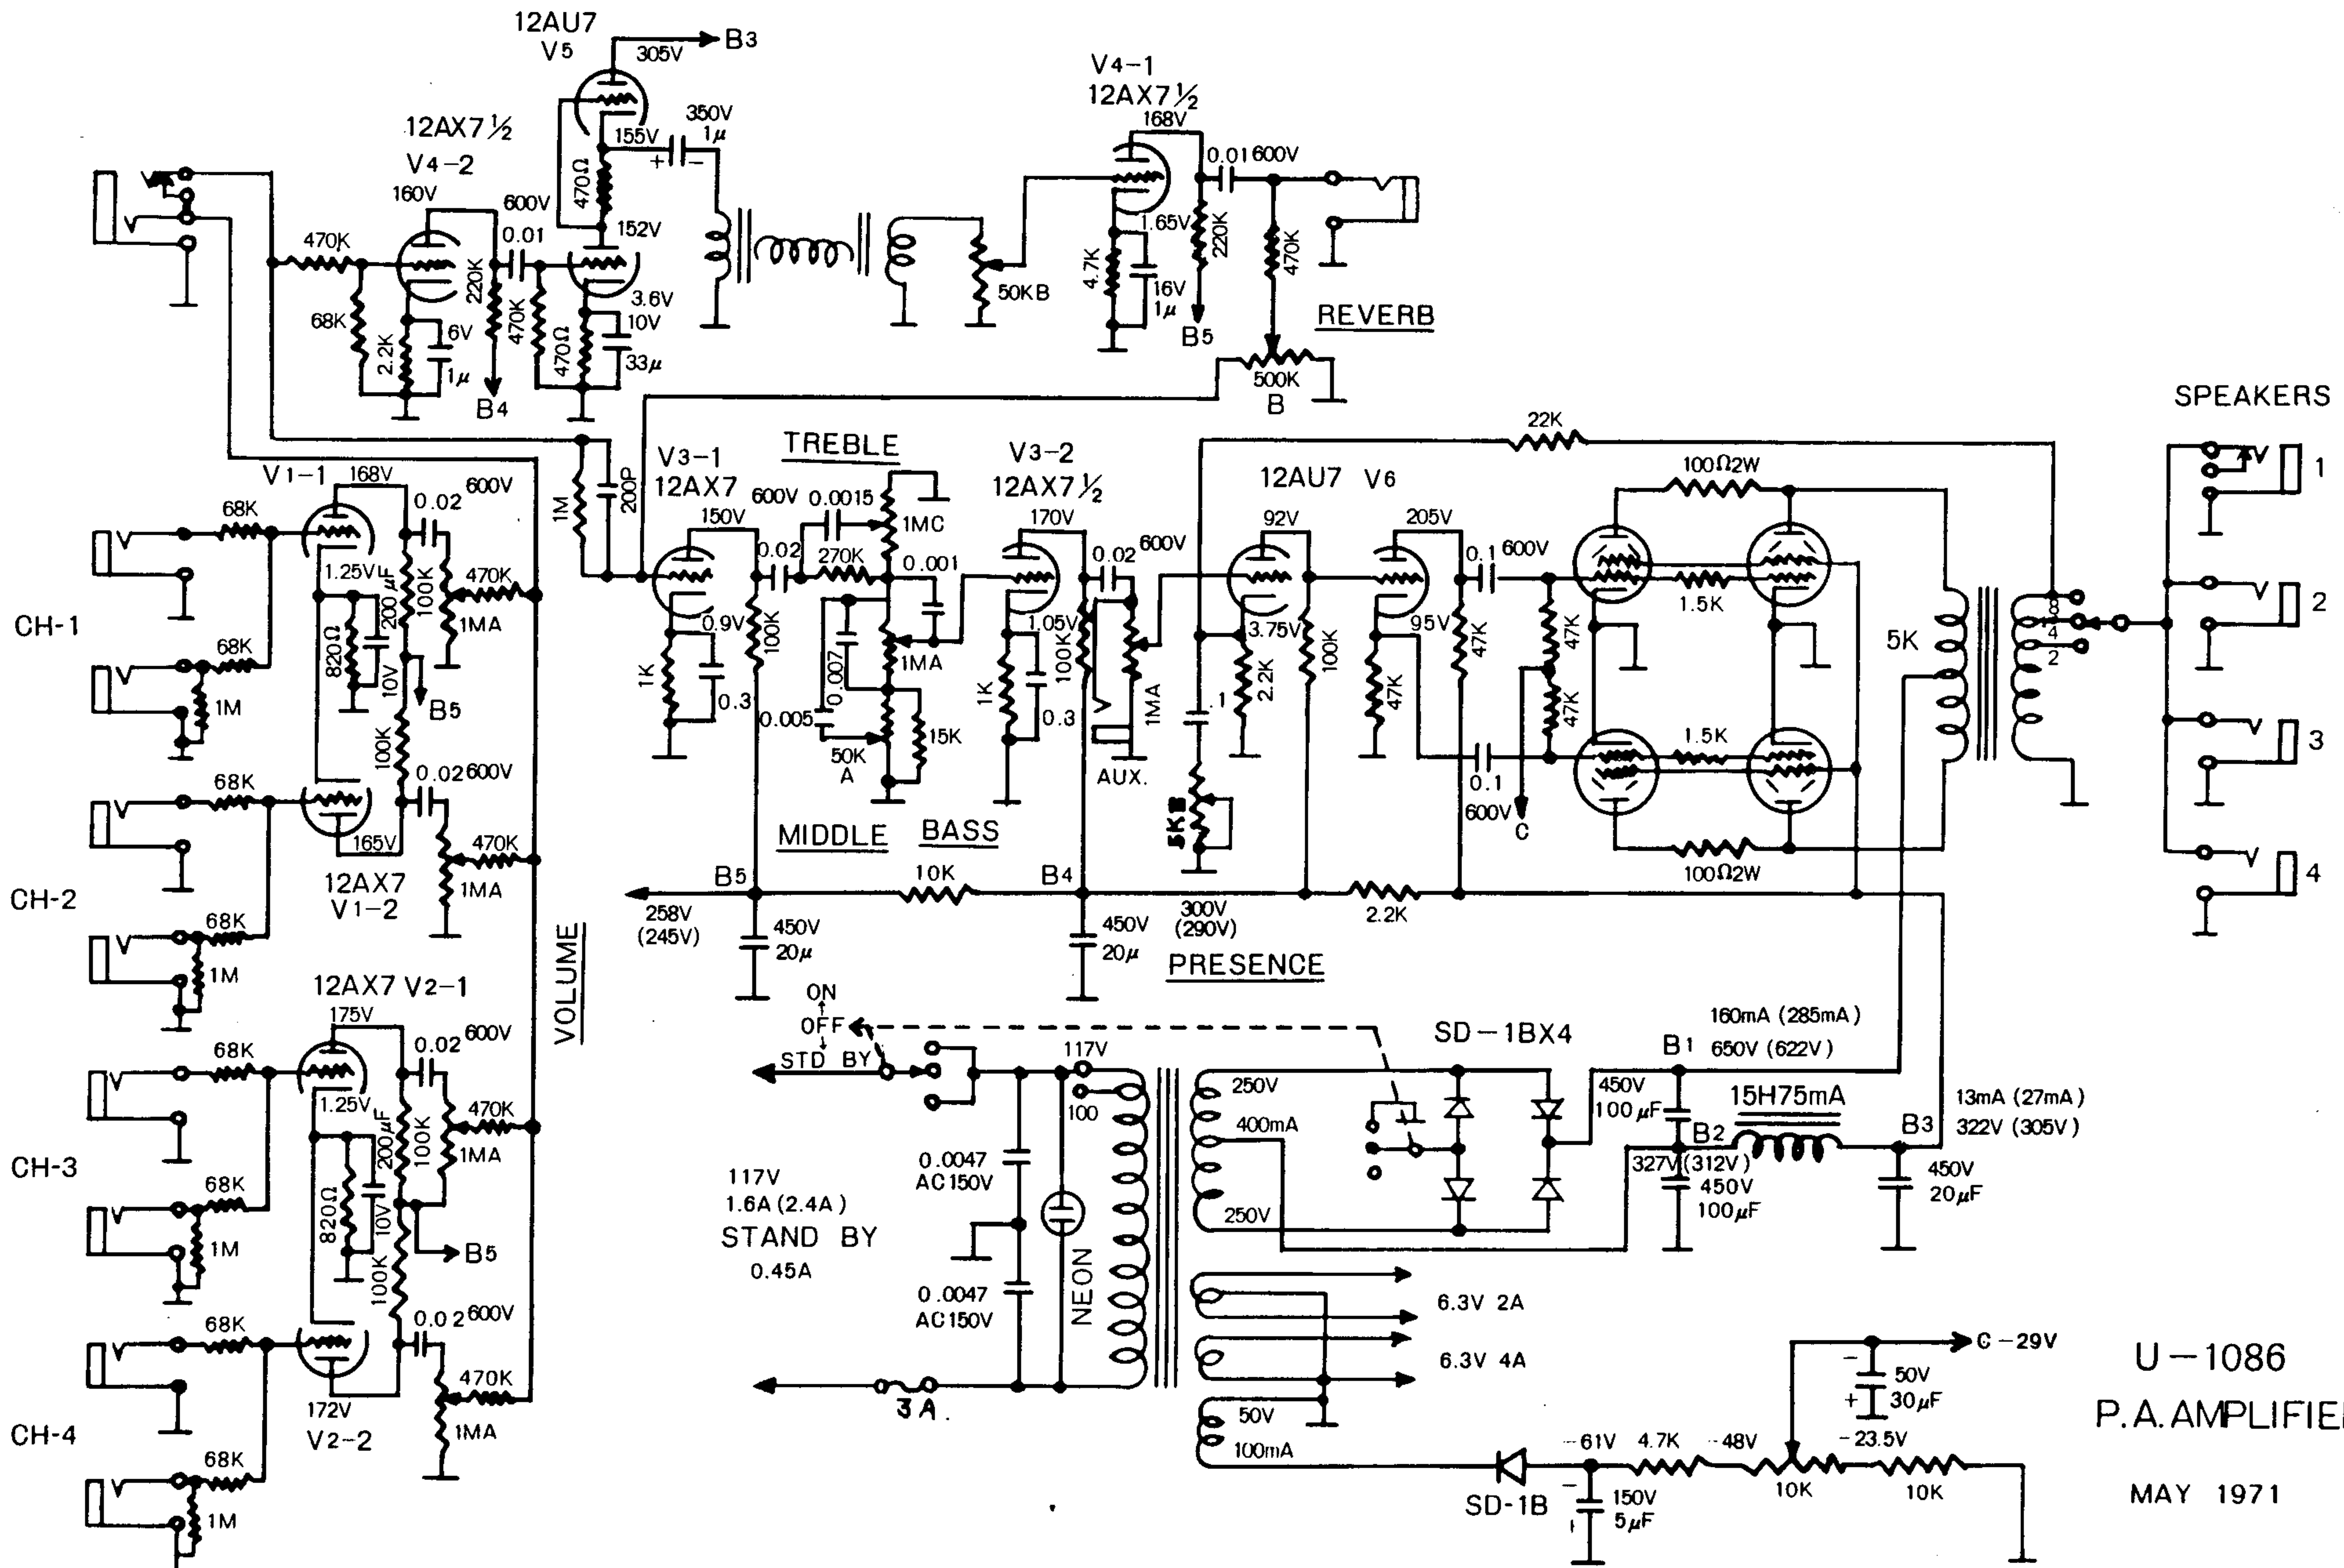 12AU7
V5
305V
B3
12AX7 ½
V4-2
160V
600V
0.01
155V
350V
1μ
+
-
470Ω
152V
470K
68K
2.2K
6V
1μ
220K
B4
470K
470Ω
3.6V
10V
33μ
50KB
V4-1
12AX7 ½
168V
0.01 600V
1.65V
4.7K
16V
1μ
220K
B5
470K
REVERB
500K
B
CH-1
68K
68K
1M
V1-1
168V
0.02
600V
1.25V
820Ω
200μF
10V
100K
B5
100K
470K
1MA
CH-2
68K
68K
1M
165V
12AX7
V1-2
0.02 600V
470K
1MA
VOLUME
CH-3
68K
68K
1M
12AX7 V2-1
175V
0.02
600V
1.25V
820Ω
200μF
10V
100K
100K
B5
470K
1MA
CH-4
68K
68K
1M
172V
V2-2
0.02 600V
470K
1MA
1M
200P
V3-1
12AX7
150V
0.9V
1K
0.3
100K
0.02
600V
TREBLE
0.0015
1MC
270K
0.001
0.007
1MA
0.005
50K
A
15K
MIDDLE
BASS
V3-2
12AX7 ½
170V
1.05V
1K
0.3
100K
0.02
600V
1MA
AUX.
12AU7 V6
92V
3.75V
2.2K
100K
.1
5KB
PRESENCE
22K
205V
95V
47K
47K
0.1 600V
0.1
600V
47K
47K
C
100Ω2W
1.5K
1.5K
100Ω2W
5K
8
4
2
SPEAKERS
1
2
3
4
B5
258V
(245V)
10K
450V
20μ
B4
300V
(290V)
450V
20μ
2.2K
ON
OFF
STD BY
117V
100
117V
1.6A (2.4A)
STAND BY
0.45A
0.0047
AC150V
0.0047
AC150V
NEON
3A.
250V
400mA
250V
SD-1BX4
160mA (285mA)
B1 650V (622V)
450V
100μF
15H75mA
B2
327V (312V)
450V
100μF
B3
13mA (27mA)
322V (305V)
450V
20μF
6.3V 2A
6.3V 4A
50V
100mA
SD-1B
-61V
-
150V
5μF
+
4.7K
-48V
10K
-23.5V
10K
C -29V
-
50V
30μF
+
U-1086
P.A.AMPLIFIE
MAY 1971